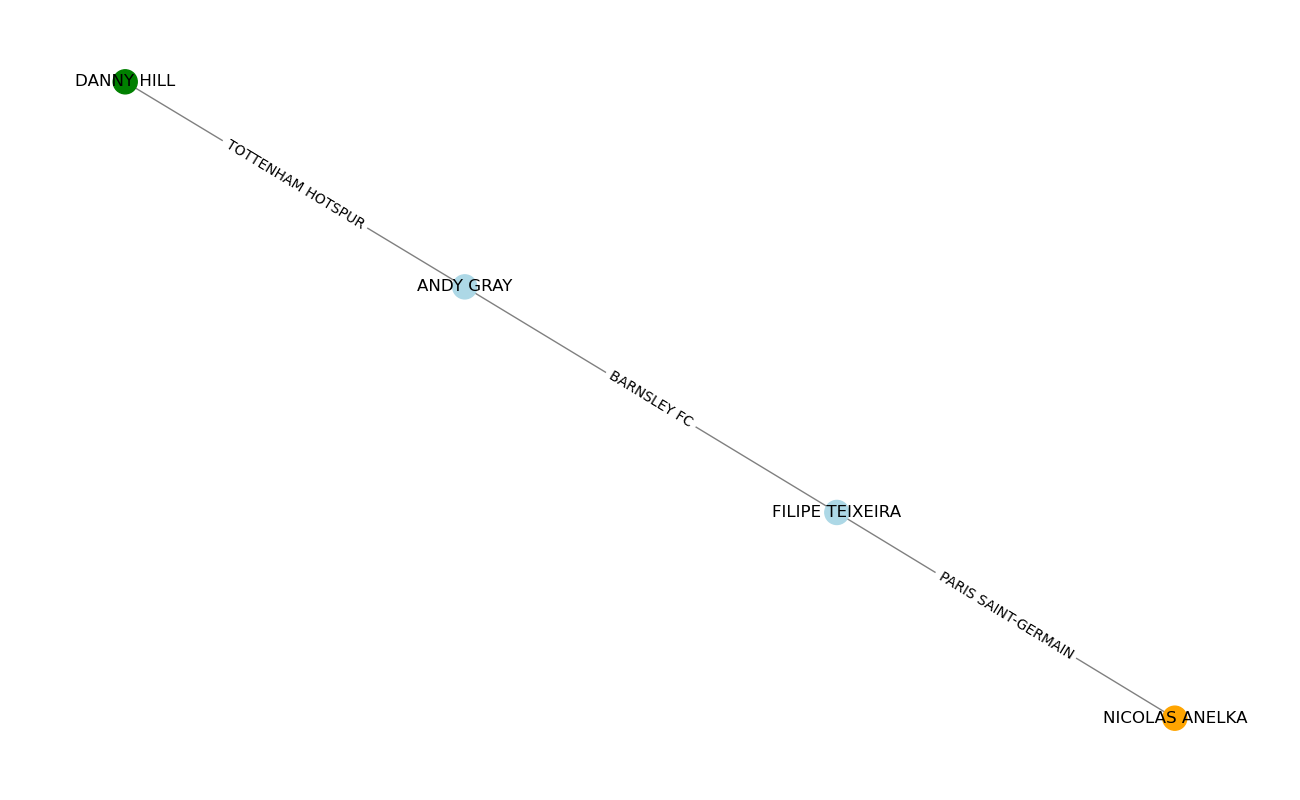 DANNY HILL
TOTTENHAM HOTSPUR
ANDY GRAY
BARNSLEY FC
FILIPE TEIXEIRA
PARIS SAINT-GERMAIN
NICOLAS ANELKA